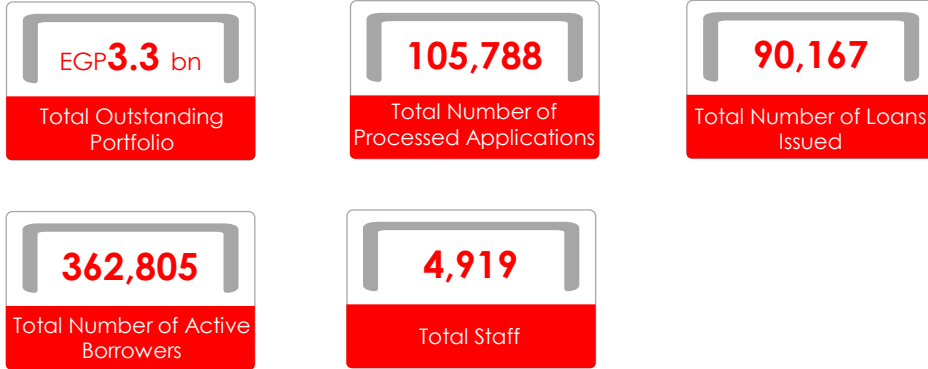 EGP3.3 bn
Total Outstanding
Portfolio
105,788
Total Number of
Processed Applications
90,167
Total Number of Loans
Issued
362,805
Total Number of Active
Borrowers
4,919
Total Staff